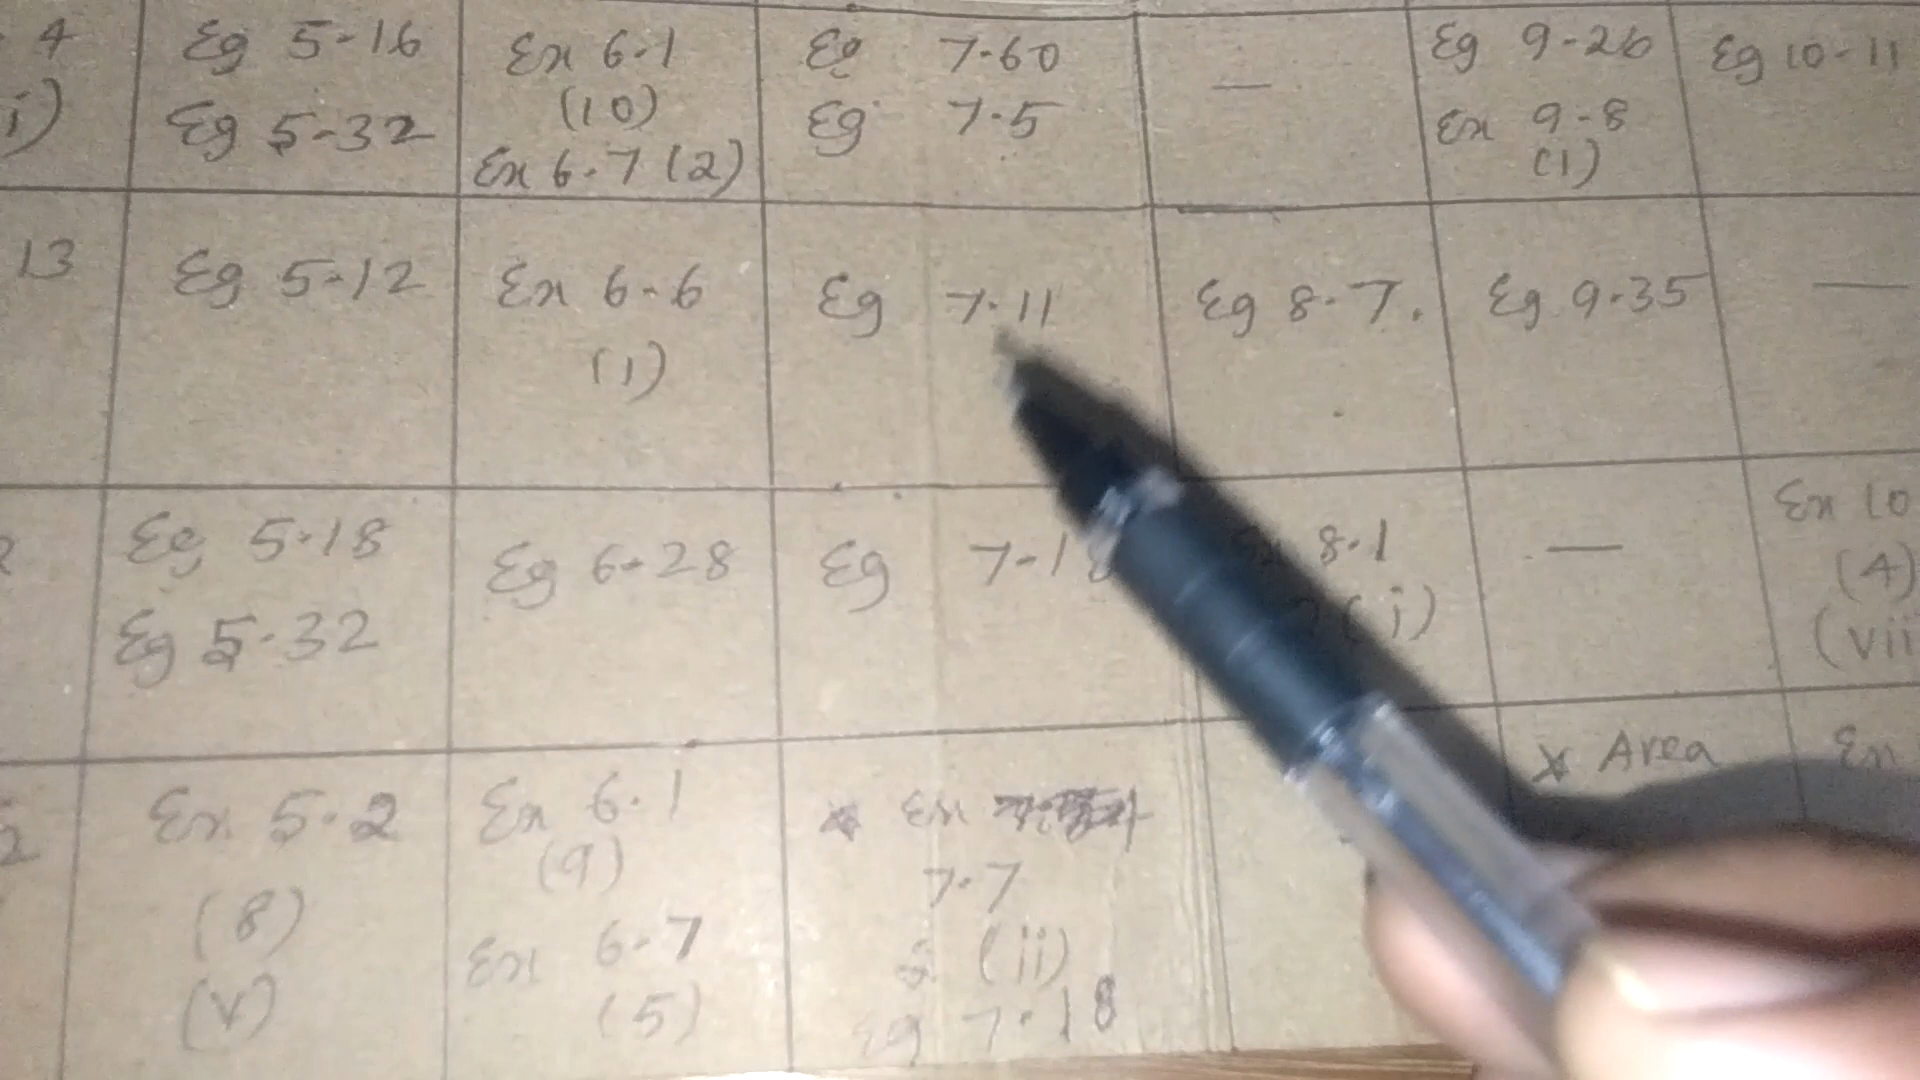 4 Eg 5-16 Ex 6.1 Eg 7.60 — Eg 9-26 Eg 10-11
i) Eg 5-32 (10) Eg 7.5 Ex 9-8
Ex 6.7 (2) (1)
13 Eg 5-12 Ex 6-6 Eg 7.11 Eg 8.7. Eg 9.35 —
(1)
Eg 5.18 Eg 6-28 Eg 7-18 8.1 — Ex 10
Eg 5.32 (i) (4)
(vii
2 Ex 5.2 Ex 6.1 * Ex * Area Ex
(8) (9) 7.7
(v) Ex 6.7 (ii)
(5) Eg 7.18